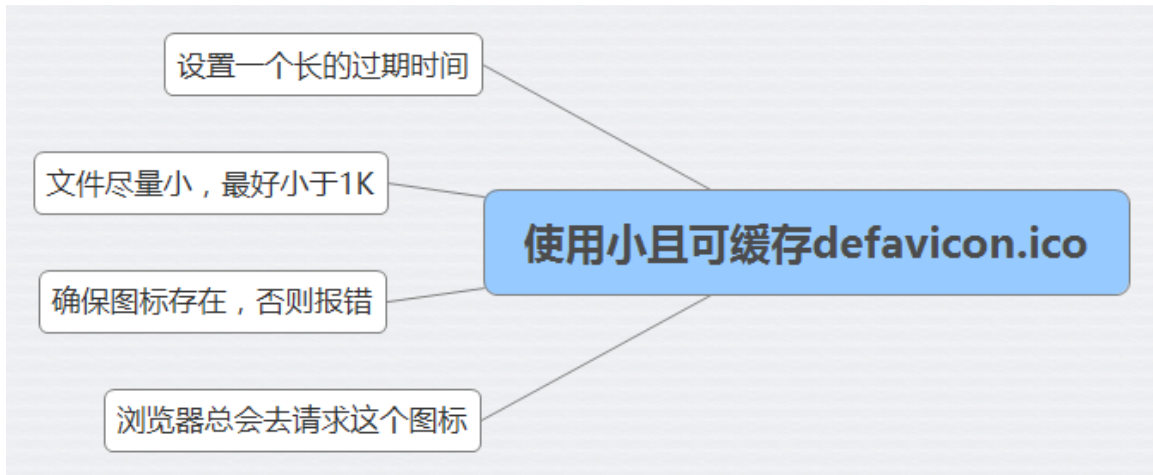 设置一个长的过期时间
文件尽量小，最好小于1K
使用小且可缓存defavicon.ico
确保图标存在，否则报错
浏览器总会去请求这个图标